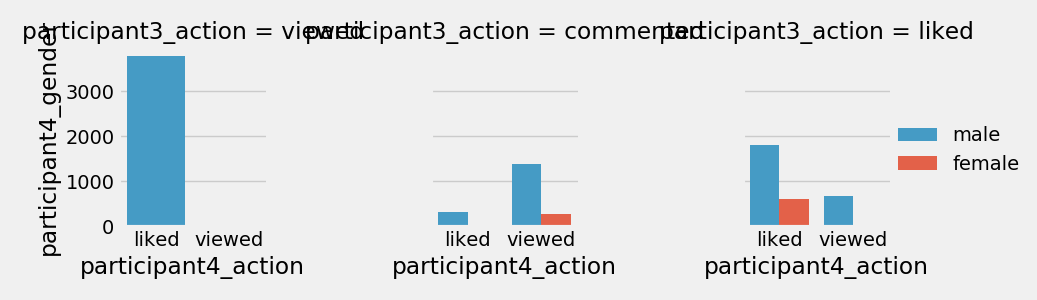 participant3_action = viewed
participant3_action = commented
participant3_action = liked
participant4_gender
3000
2000
1000
0
liked viewed
liked viewed
liked viewed
participant4_action
participant4_action
participant4_action
male
female